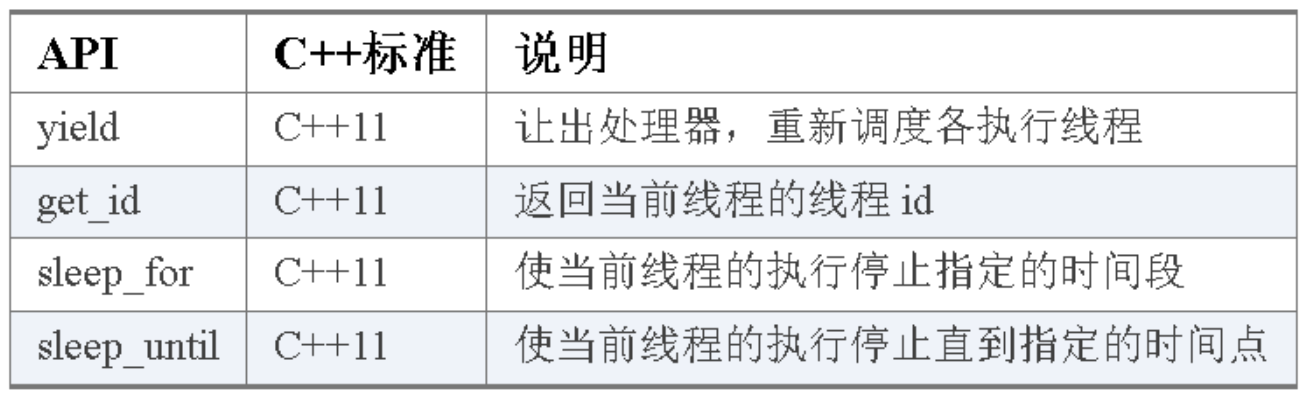 API C++标准 说明
yield C++11 让出处理器，重新调度各执行线程
get_id C++11 返回当前线程的线程 id
sleep_for C++11 使当前线程的执行停止指定的时间段
sleep_until C++11 使当前线程的执行停止直到指定的时间点